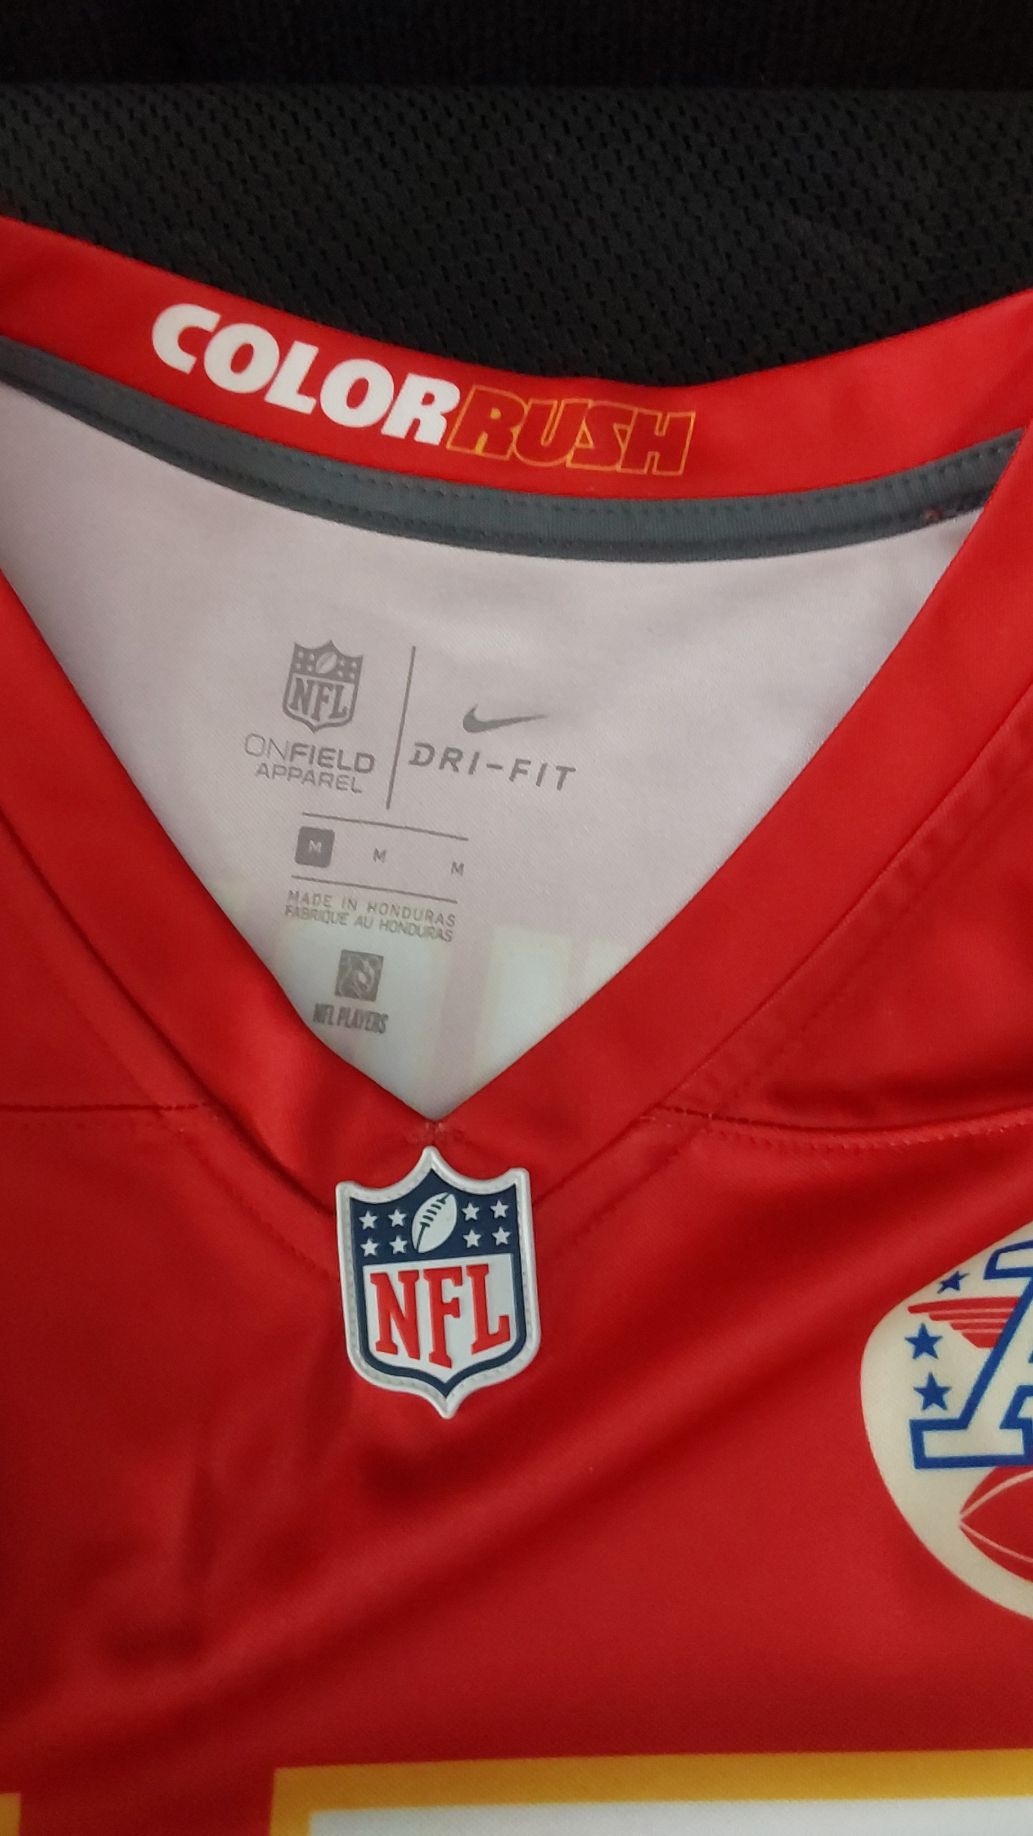 COLOR RUSH
NFL
ONFIELD
APPAREL
DRI-FIT
M M M
MADE IN HONDURAS
FABRIQUE AU HONDURAS
NFL PLAYERS
NFL
A